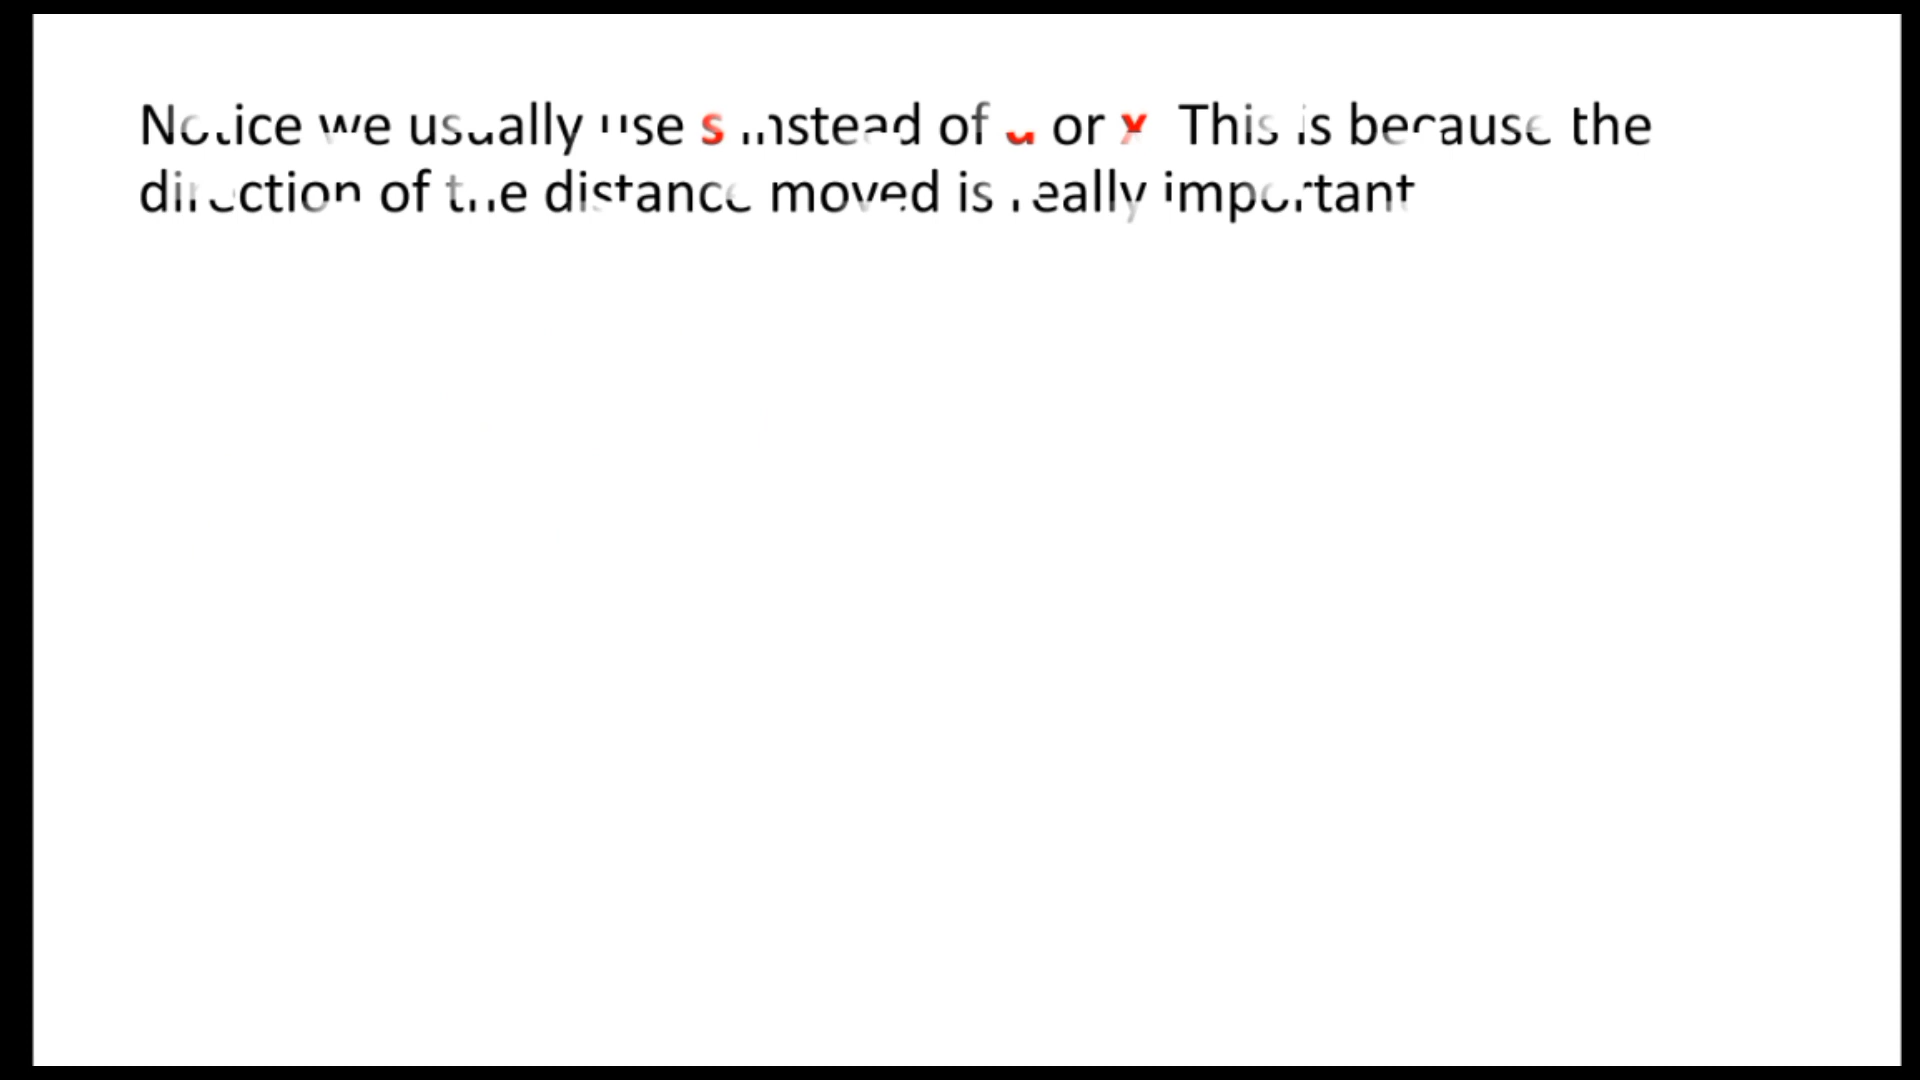 Notice we usually use s instead of or x This is because the
direction of the distance moved is really important